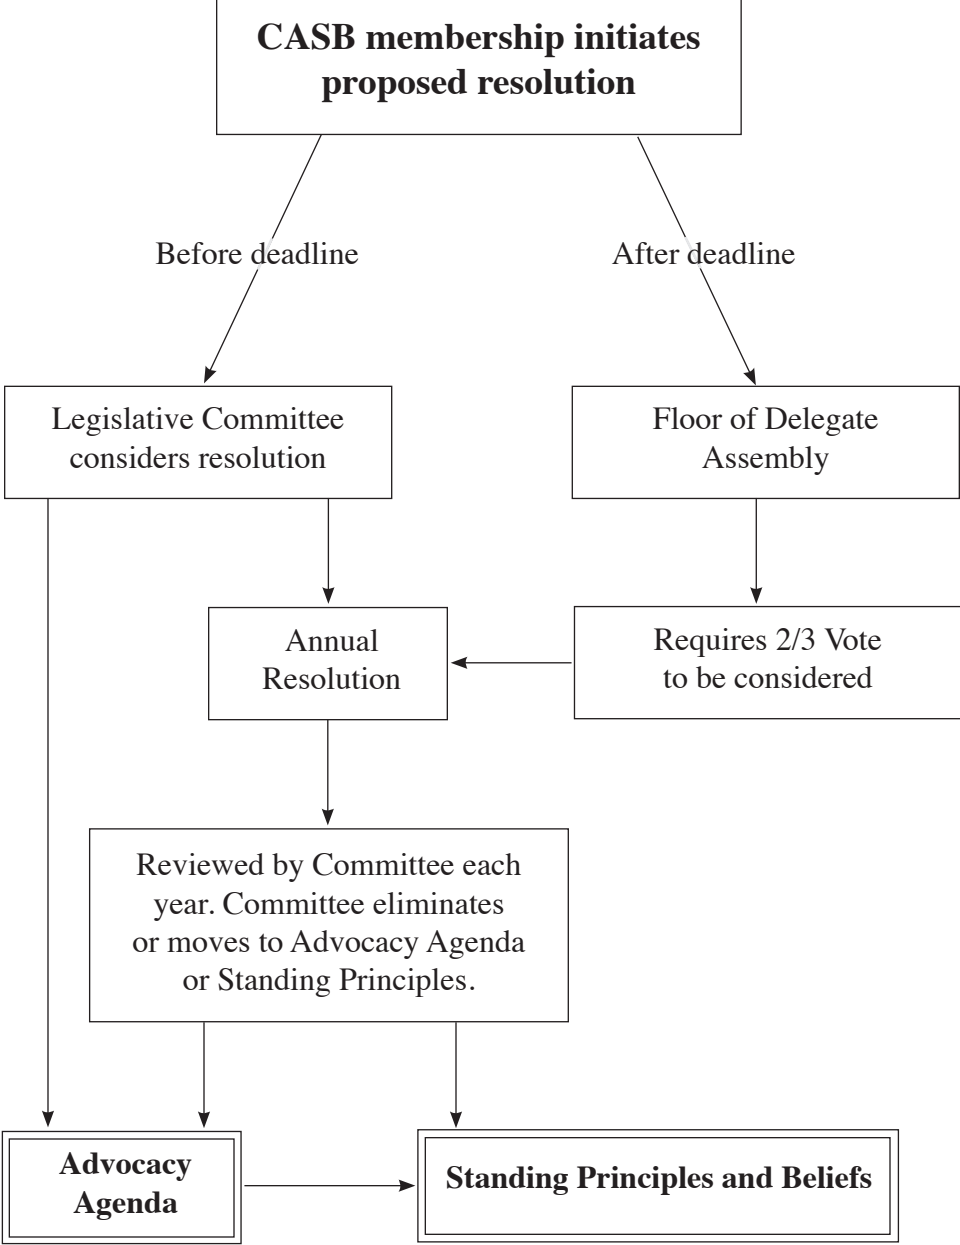 CASB membership initiates
proposed resolution
Before deadline
After deadline
Legislative Committee
considers resolution
Floor of Delegate
Assembly
Annual
Resolution
Requires 2/3 Vote
to be considered
Reviewed by Committee each
year. Committee eliminates
or moves to Advocacy Agenda
or Standing Principles.
Advocacy
Agenda
Standing Principles and Beliefs